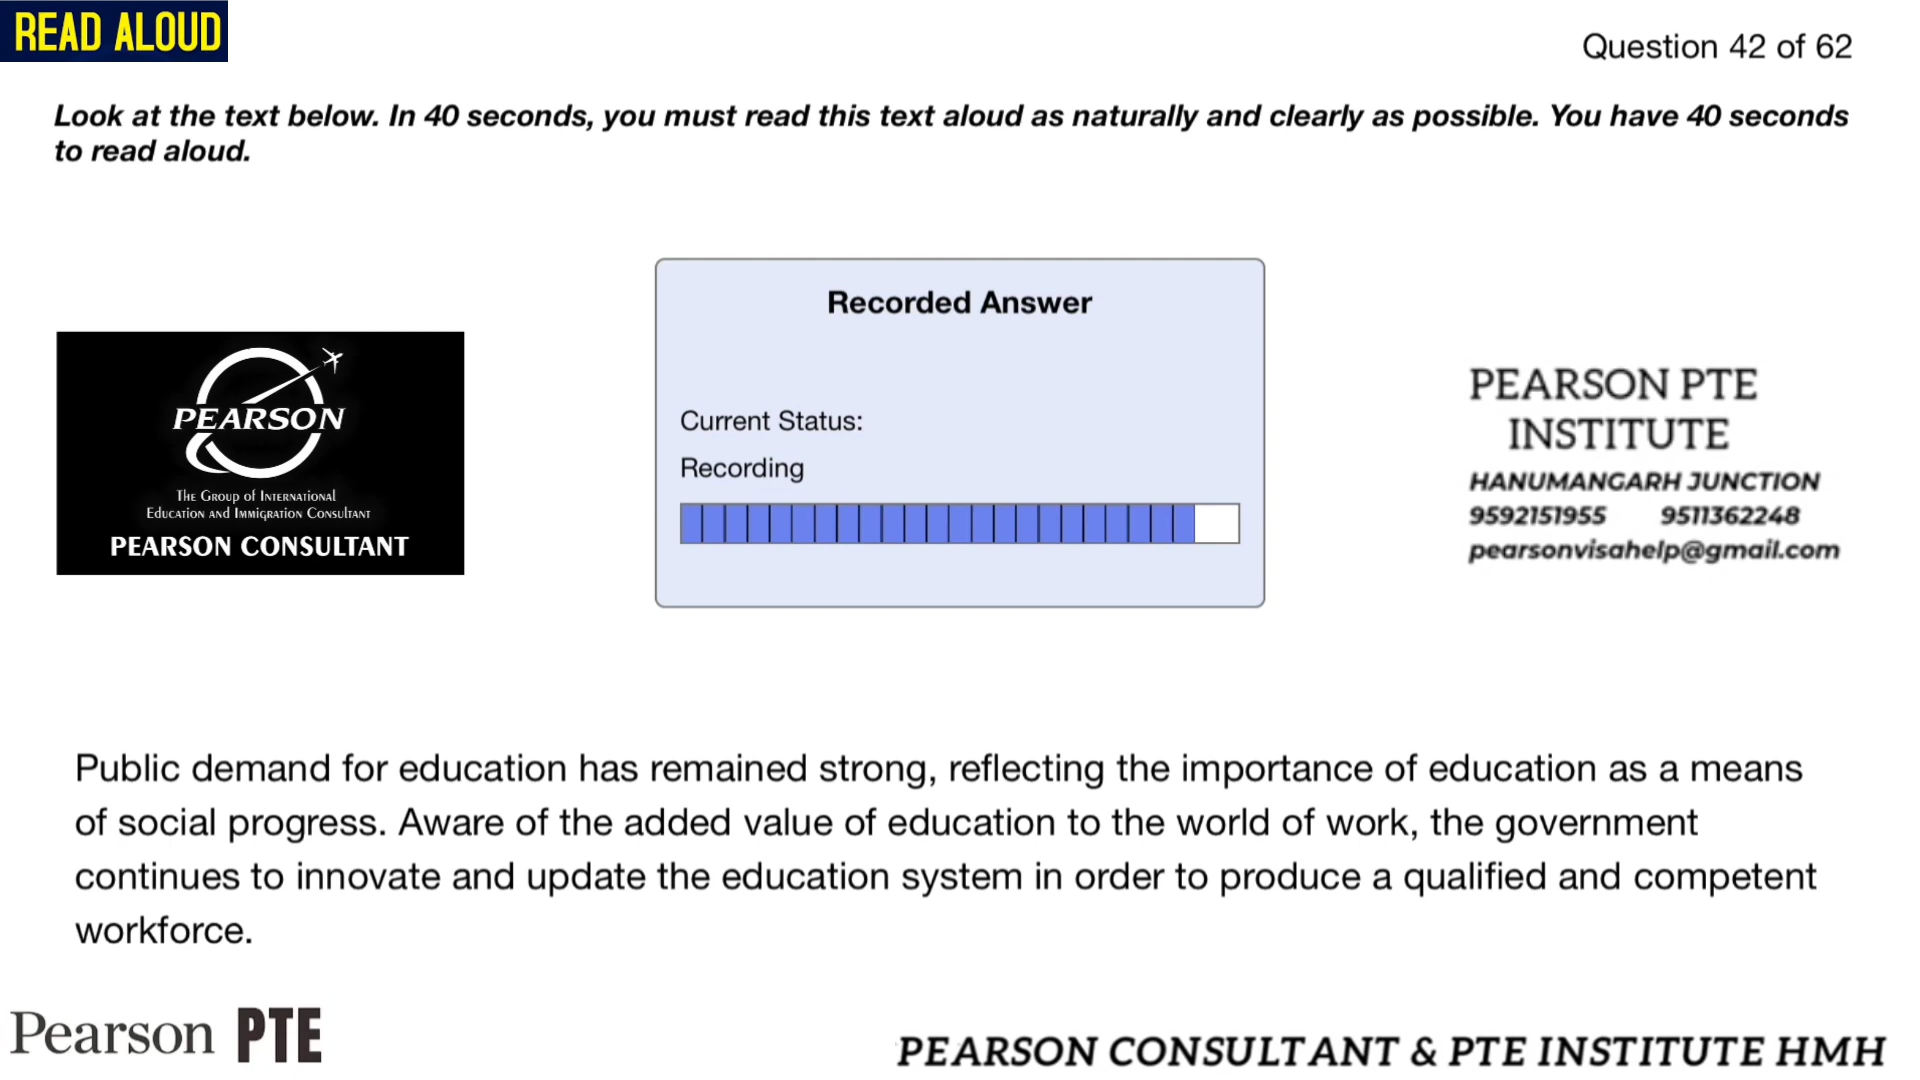 READ ALOUD
Question 42 of 62
Look at the text below. In 40 seconds, you must read this text aloud as naturally and clearly as possible. You have 40 seconds
to read aloud.
Recorded Answer
Current Status:
Recording
PEARSON
The Group of International
Education and Immigration Consultant
PEARSON CONSULTANT
PEARSON PTE
INSTITUTE
HANUMANGARH JUNCTION
9592151955 9511362248
pearsonvisahelp@gmail.com
Public demand for education has remained strong, reflecting the importance of education as a means
of social progress. Aware of the added value of education to the world of work, the government
continues to innovate and update the education system in order to produce a qualified and competent
workforce.
Pearson PTE
PEARSON CONSULTANT & PTE INSTITUTE HMH